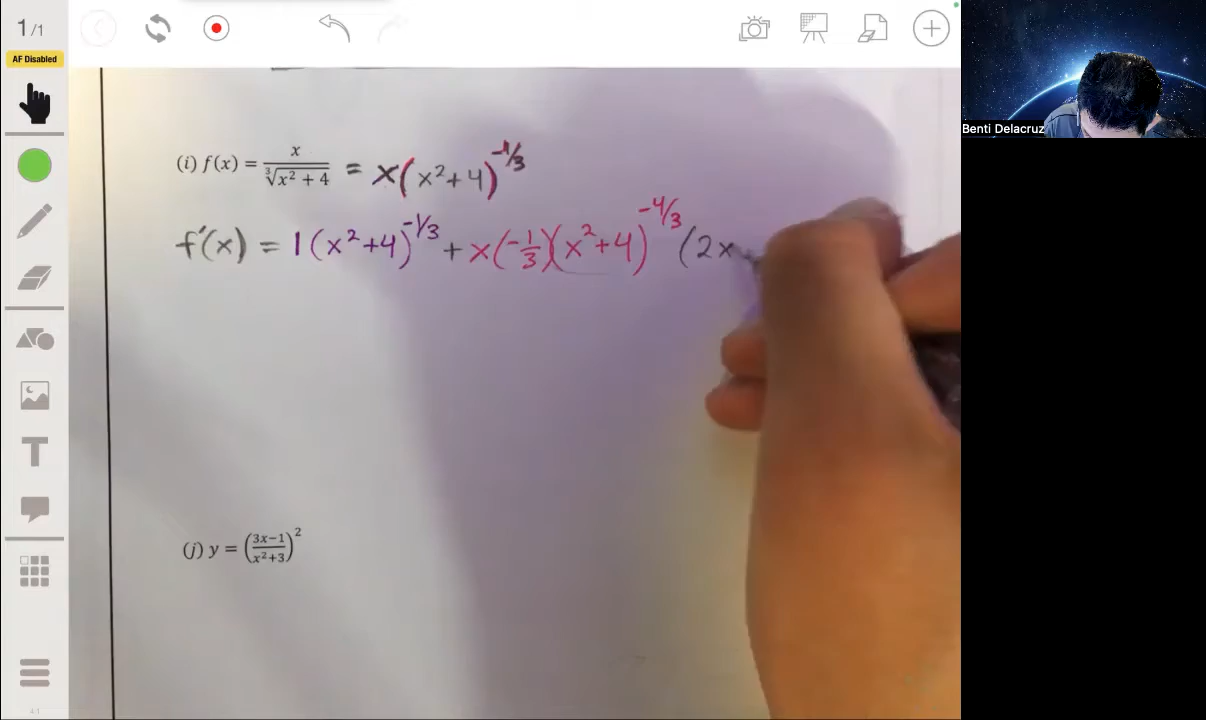 1/1
AF Disabled
Benti Delacruz
(i) f(x) = x/∛(x² + 4) = x(x²+4)^(-1/3)
f'(x) = 1(x²+4)^(-1/3) + x(-1/3)(x²+4)^(-4/3) (2x
T
(j) y = ((3x−1)/(x²+3))²